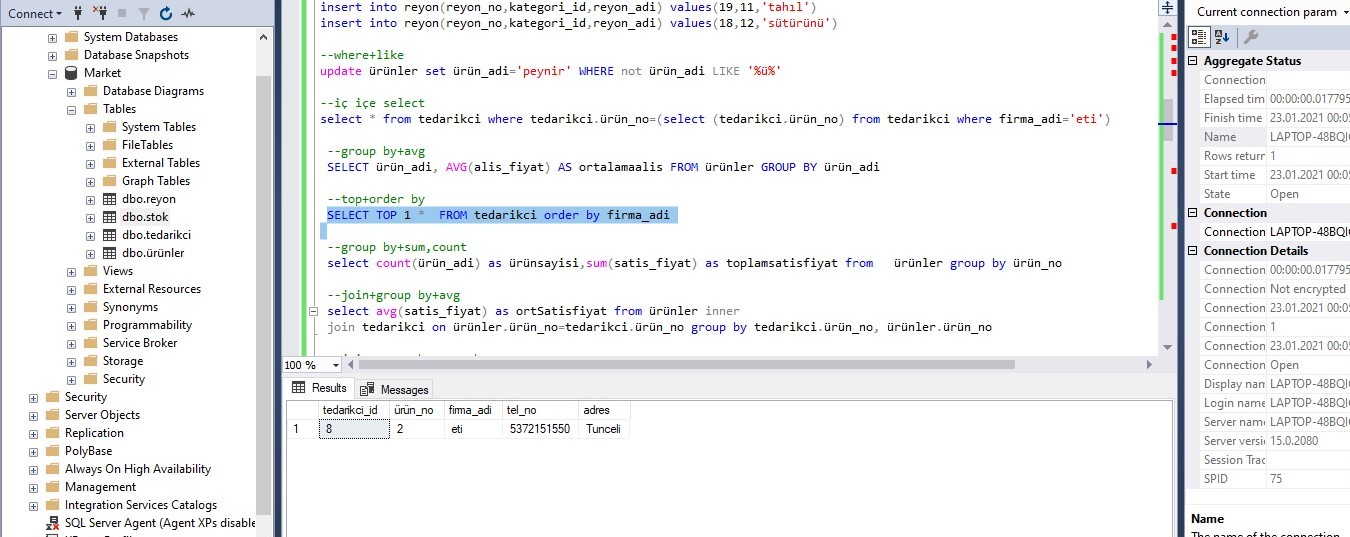 Connect
System Databases
Database Snapshots
Market
Database Diagrams
Tables
System Tables
FileTables
External Tables
Graph Tables
dbo.reyon
dbo.stok
dbo.tedarikci
dbo.ürünler
Views
External Resources
Synonyms
Programmability
Service Broker
Storage
Security
Security
Server Objects
Replication
PolyBase
Always On High Availability
Management
Integration Services Catalogs
SQL Server Agent (Agent XPs disable
insert into reyon(reyon_no,kategori_id,reyon_adi) values(19,11,'tahıl')
insert into reyon(reyon_no,kategori_id,reyon_adi) values(18,12,'sütürünü')
--where+like
update ürünler set ürün_adi='peynir' WHERE not ürün_adi LIKE '%ü%'
--iç içe select
select * from tedarikci where tedarikci.ürün_no=(select (tedarikci.ürün_no) from tedarikci where firma_adi='eti')
--group by+avg
SELECT ürün_adi, AVG(alis_fiyat) AS ortalamaalis FROM ürünler GROUP BY ürün_adi
--top+order by
SELECT TOP 1 * FROM tedarikci order by firma_adi
--group by+sum,count
select count(ürün_adi) as ürünsayisi,sum(satis_fiyat) as toplamsatisfiyat from ürünler group by ürün_no
--join+group by+avg
select avg(satis_fiyat) as ortSatisfiyat from ürünler inner
join tedarikci on ürünler.ürün_no=tedarikci.ürün_no group by tedarikci.ürün_no, ürünler.ürün_no
100 %
Results Messages
tedarikci_id ürün_no firma_adi tel_no adres
1 8 2 eti 5372151550 Tunceli
Current connection param
Aggregate Status
Connection
Elapsed tim 00:00:00.017795
Finish time 23.01.2021 00:05
Name LAPTOP-48BQI
Rows returr 1
Start time 23.01.2021 00:05
State Open
Connection
Connection LAPTOP-48BQI
Connection Details
Connection 00:00:00.017795
Connection Not encrypted
Connection 23.01.2021 00:05
Connection 1
Connection 23.01.2021 00:05
Connection Open
Display nam LAPTOP-48BQI
Login name LAPTOP-48BQI
Server nam LAPTOP-48BQI
Server versi 15.0.2080
Session Trac
SPID 75
Name
The name of the connection